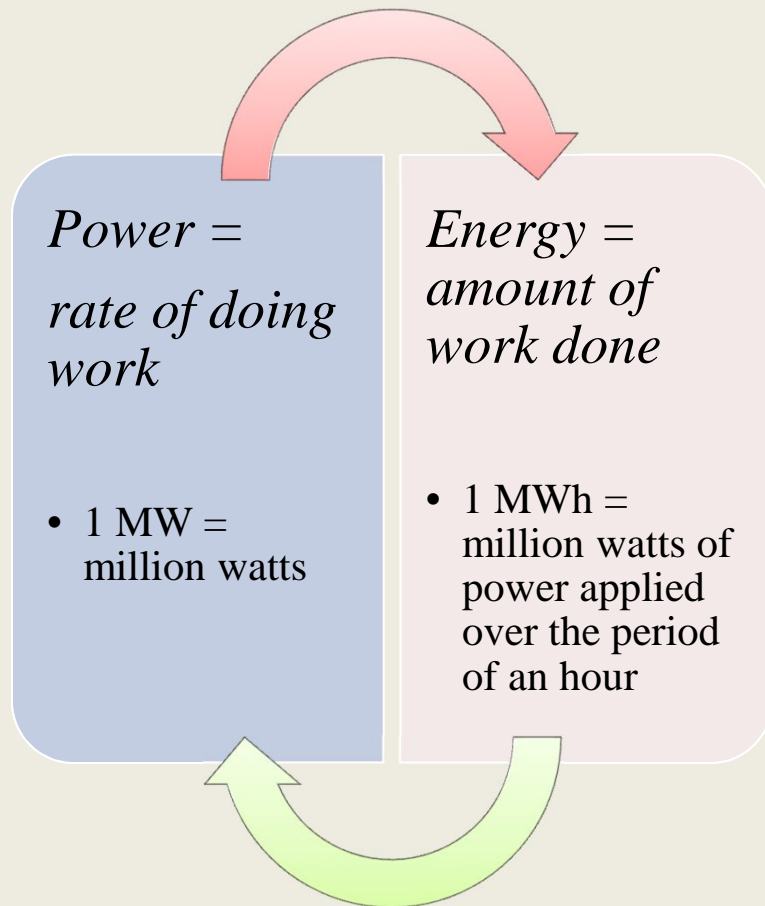 Power =
rate of doing
work
• 1 MW =
million watts
Energy =
amount of
work done
• 1 MWh =
million watts of
power applied
over the period
of an hour